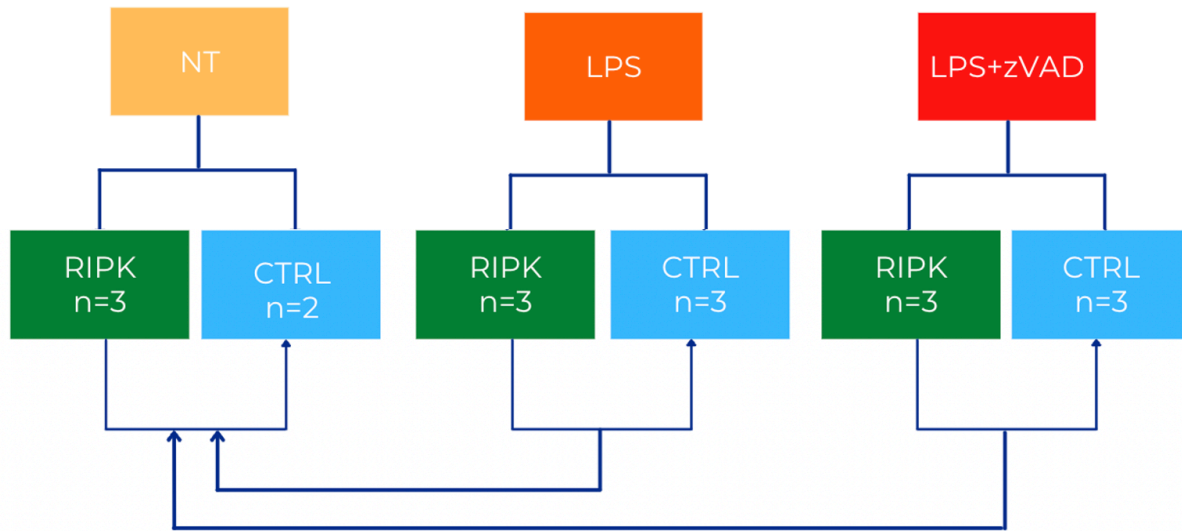 NT
LPS
LPS+zVAD
RIPK
n=3
CTRL
n=2
RIPK
n=3
CTRL
n=3
RIPK
n=3
CTRL
n=3